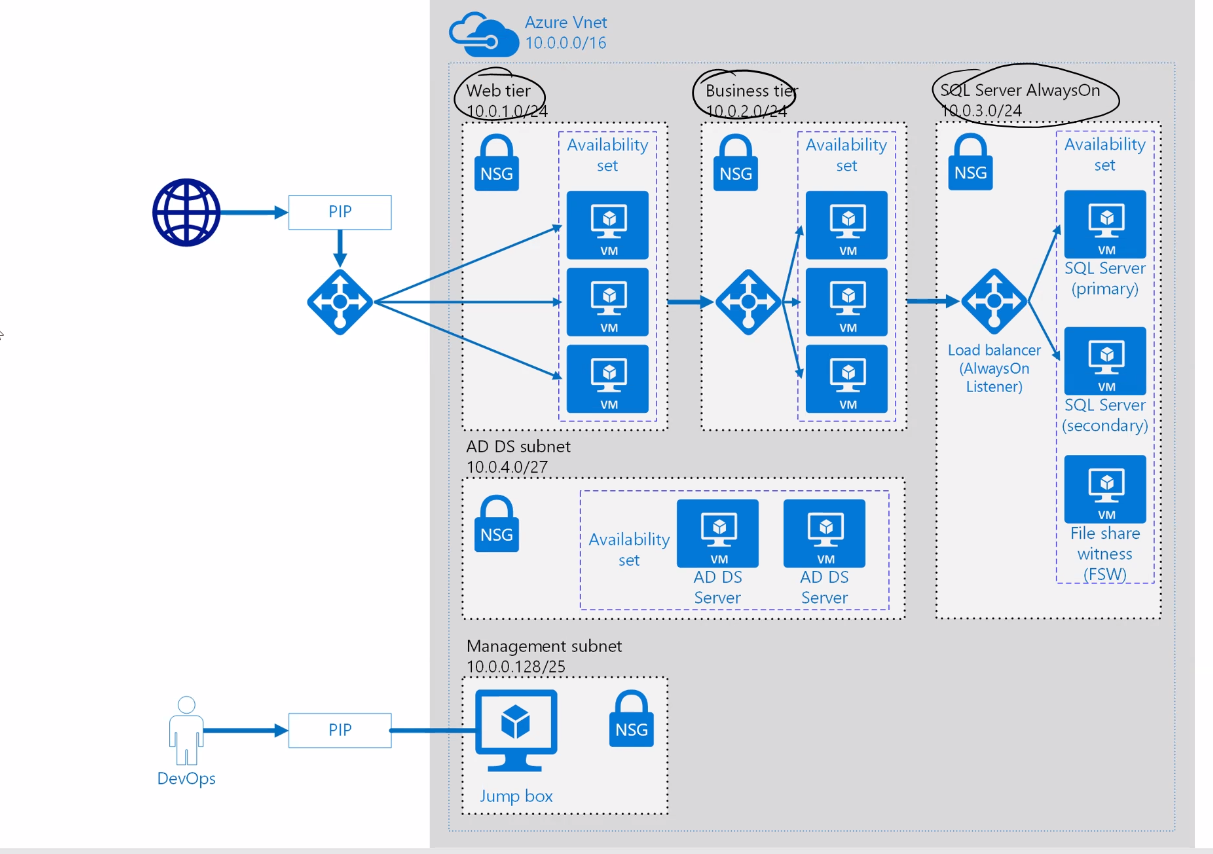 Azure Vnet
10.0.0.0/16
Web tier
10.0.1.0/24
Business tier
10.0.2.0/24
SQL Server AlwaysOn
10.0.3.0/24
NSG
Availability
set
VM
VM
VM
NSG
Availability
set
VM
VM
VM
NSG
Availability
set
VM
SQL Server
(primary)
VM
SQL Server
(secondary)
VM
File share
witness
(FSW)
Load balancer
(AlwaysOn
Listener)
PIP
AD DS subnet
10.0.4.0/27
NSG
Availability
set
VM
AD DS
Server
VM
AD DS
Server
Management subnet
10.0.0.128/25
NSG
Jump box
PIP
DevOps